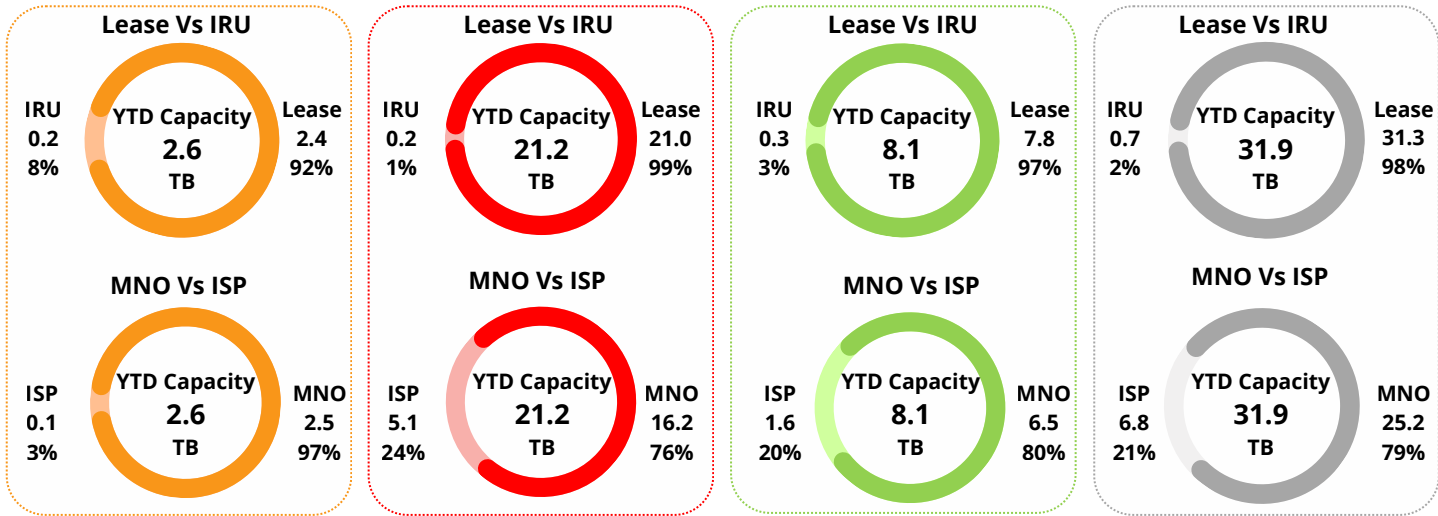 Lease Vs IRU
IRU
0.2
8%
YTD Capacity
2.6
TB
Lease
2.4
92%
MNO Vs ISP
ISP
0.1
3%
YTD Capacity
2.6
TB
MNO
2.5
97%
Lease Vs IRU
IRU
0.2
1%
YTD Capacity
21.2
TB
Lease
21.0
99%
MNO Vs ISP
ISP
5.1
24%
YTD Capacity
21.2
TB
MNO
16.2
76%
Lease Vs IRU
IRU
0.3
3%
YTD Capacity
8.1
TB
Lease
7.8
97%
MNO Vs ISP
ISP
1.6
20%
YTD Capacity
8.1
TB
MNO
6.5
80%
Lease Vs IRU
IRU
0.7
2%
YTD Capacity
31.9
TB
Lease
31.3
98%
MNO Vs ISP
ISP
6.8
21%
YTD Capacity
31.9
TB
MNO
25.2
79%